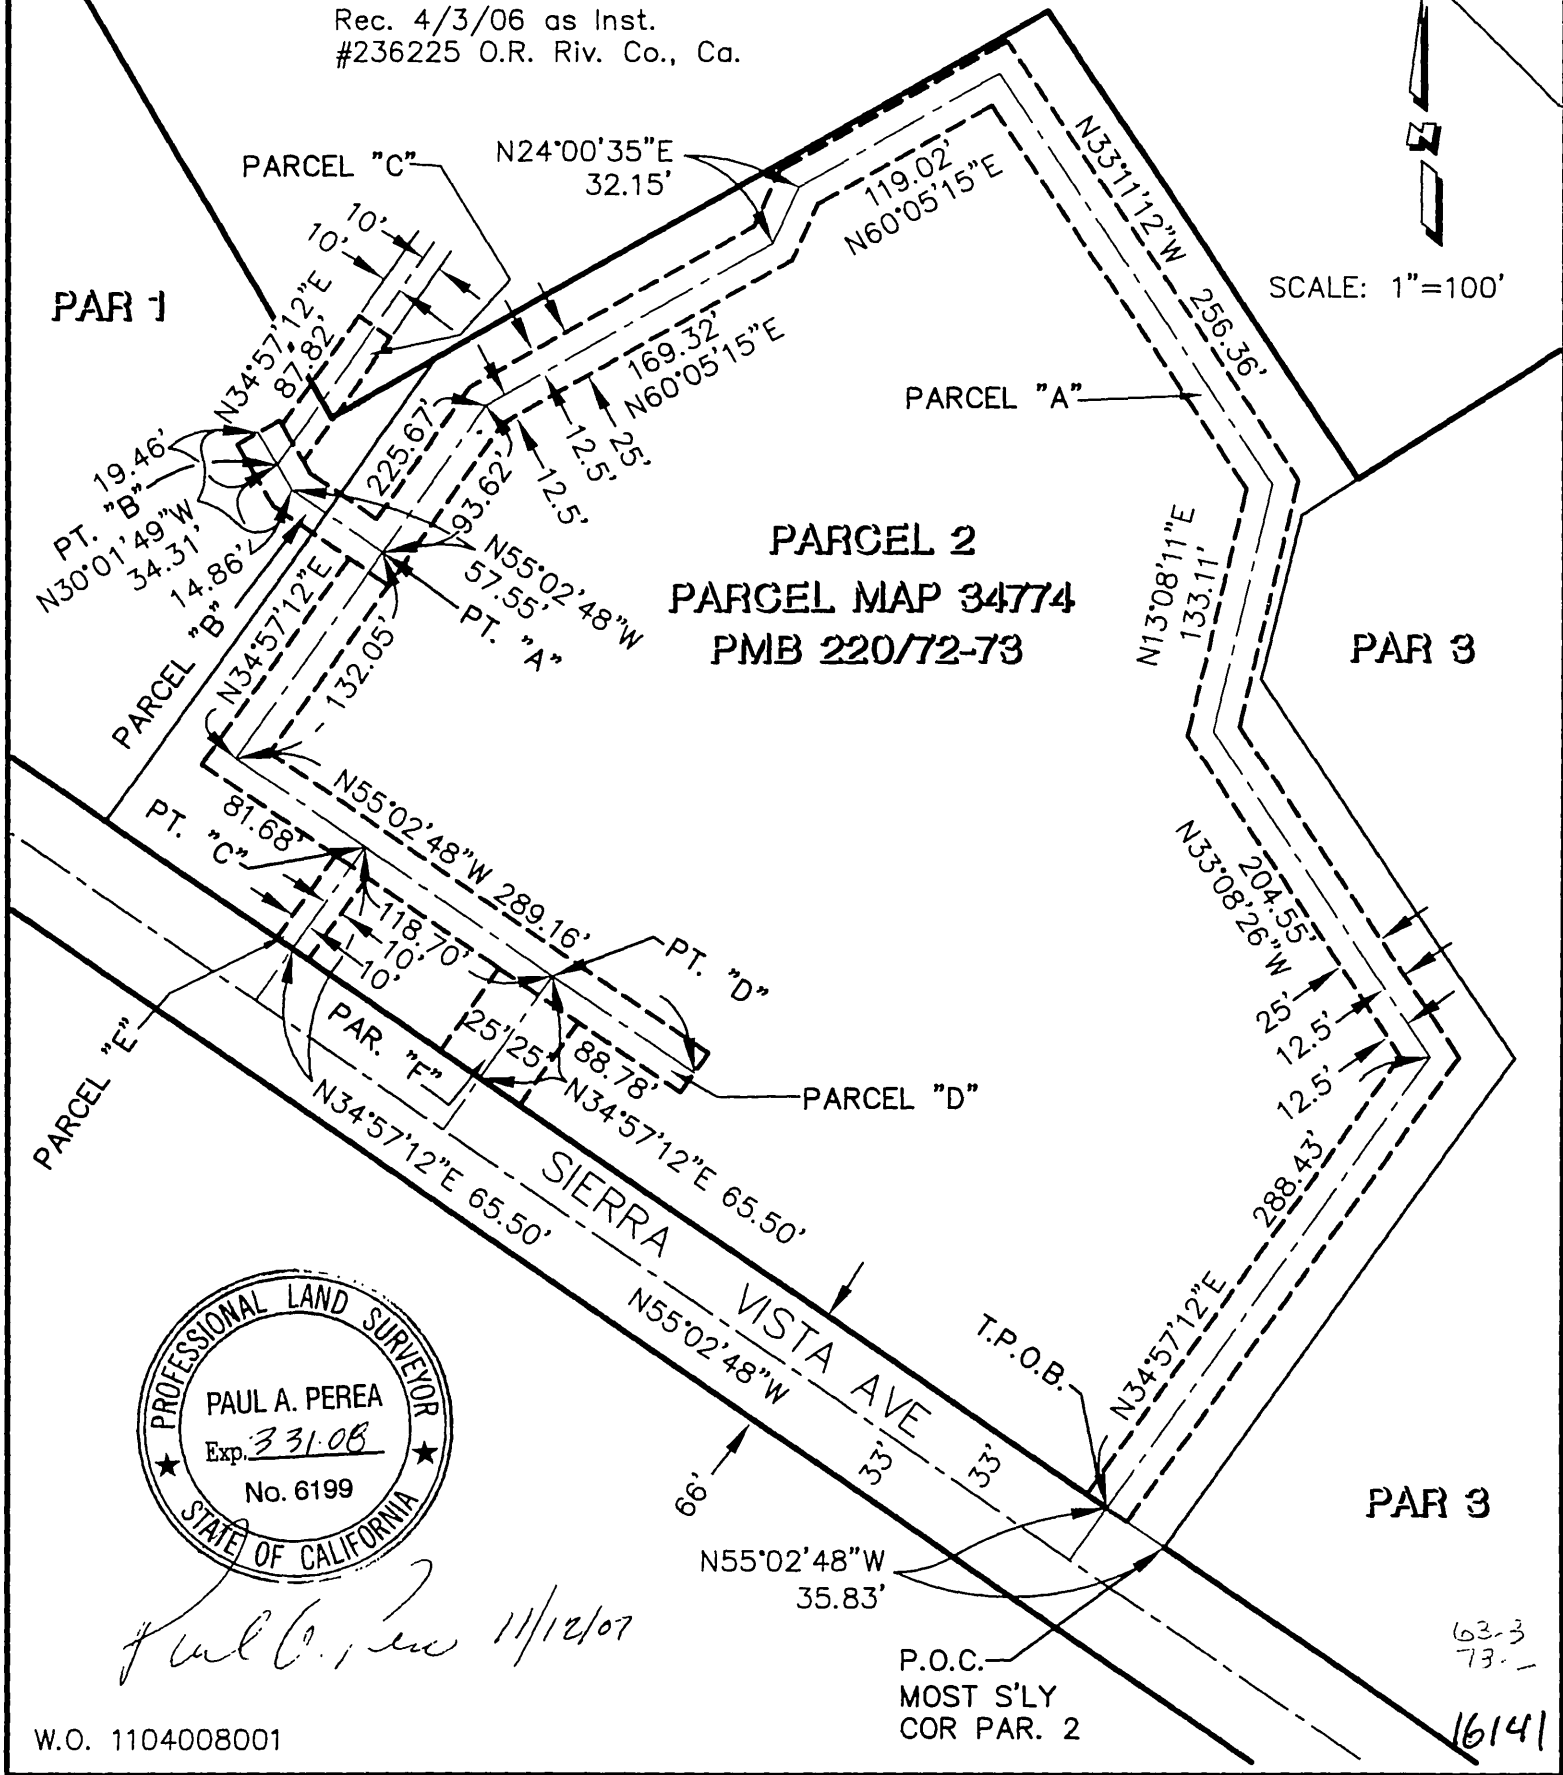 Rec. 4/3/06 as Inst.
#236225 O.R. Riv. Co., Ca.
PARCEL "C"
N24°00'35"E
32.15'
10'
10'
119.02'
N60°05'15"E
N33°11'12"W
256.36'
N
SCALE: 1"=100'
PAR 1
N34°57'12"E
87.82'
169.32'
N60°05'15"E
PARCEL "A"
225.67'
25'
12.5'
12.5'
93.62'
19.46'
PT. "B"
N30°01'49"W
34.31'
14.86'
PARCEL "B"
N55°02'48"W
57.55'
PT. "A"
PARCEL 2
PARCEL MAP 34774
PMB 220/72-73
N13°08'11"E
133.11'
PAR 3
N34°57'12"E
132.05'
PT. "C"
81.68'
N55°02'48"W 289.16'
118.70'
10'
10'
PT. "D"
204.55'
N33°08'26"W
25'
12.5'
12.5'
PARCEL "E"
PAR. "F"
25'
25'
88.78'
PARCEL "D"
N34°57'12"E 65.50'
N34°57'12"E 65.50'
288.43'
N34°57'12"E
SIERRA VISTA AVE
N55°02'48"W
T.P.O.B.
66'
33'
33'
PROFESSIONAL LAND SURVEYOR
PAUL A. PEREA
Exp. 3 31.08
No. 6199
STATE OF CALIFORNIA
Paul A. Perea 11/12/07
N55°02'48"W
35.83'
PAR 3
P.O.C.
MOST S'LY
COR PAR. 2
63-3
73-
W.O. 1104008001
16141